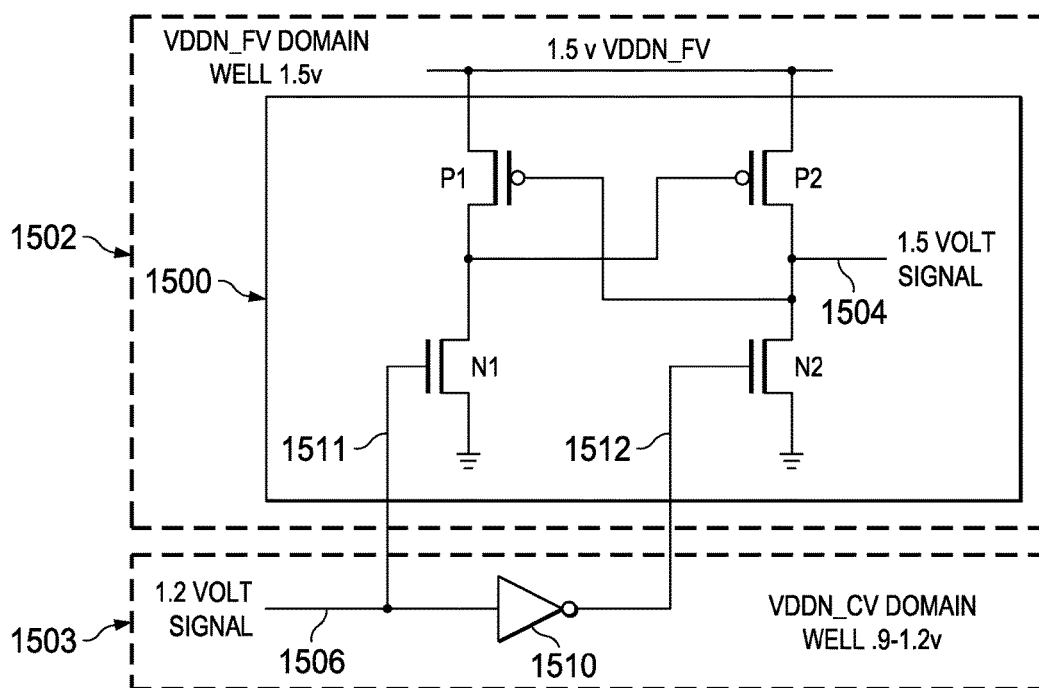 VDDN_FV DOMAIN
WELL 1.5v
1.5 v VDDN_FV
P1
P2
1502
1500
1.5 VOLT
SIGNAL
1504
N1
N2
1511
1512
1.2 VOLT
SIGNAL
VDDN_CV DOMAIN
WELL .9-1.2v
1503
1506
1510